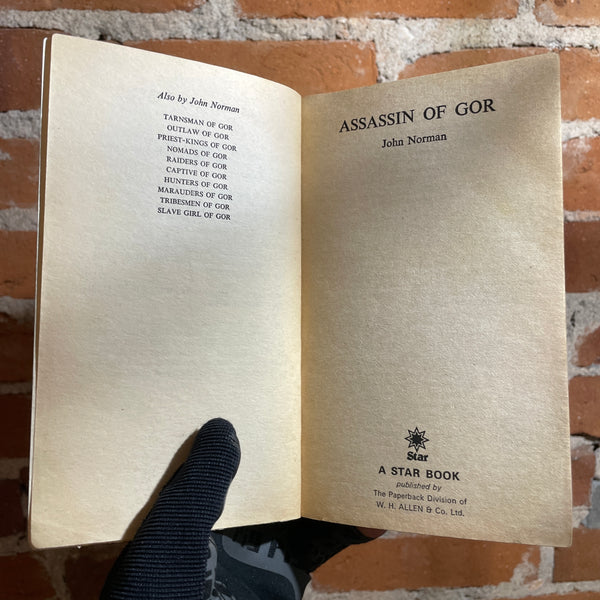 Also by John Norman
TARNSMAN OF GOR
OUTLAW OF GOR
PRIEST-KINGS OF GOR
NOMADS OF GOR
RAIDERS OF GOR
CAPTIVE OF GOR
HUNTERS OF GOR
MARAUDERS OF GOR
TRIBESMEN OF GOR
SLAVE GIRL OF GOR
ASSASSIN OF GOR
John Norman
Star
A STAR BOOK
published by
The Paperback Division of
W. H. ALLEN & Co. Ltd.